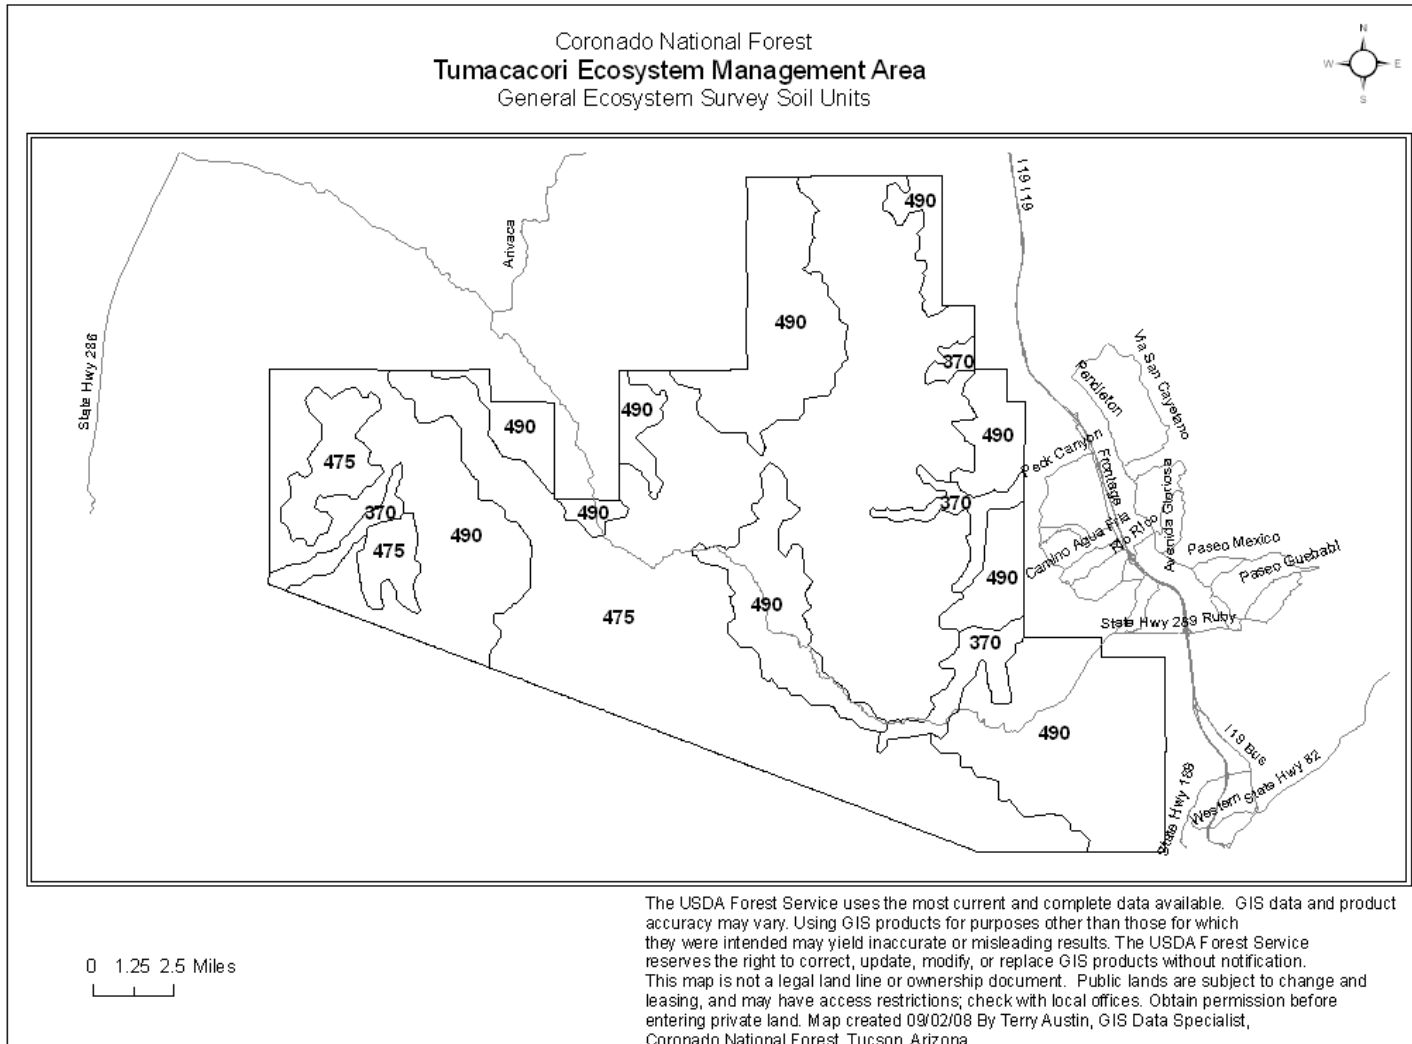 Coronado National Forest
Tumacacori Ecosystem Management Area
General Ecosystem Survey Soil Units
N
W E
S
I 19 I 19
490
Arivaca
490
State Hwy 286
370
Via San Cayetano
Pendleton
490
490
490
Peck Canyon
475
Frontage
Avenida Gloriosa
370
370
490
490
Camino Agua Fria
Rio Rico
Paseo Mexico
475
Paseo Guebabi
490
490
475
State Hwy 289 Ruby
370
490
I 19 Bus
State Hwy 82
State Hwy 189
Western
The USDA Forest Service uses the most current and complete data available. GIS data and product
accuracy may vary. Using GIS products for purposes other than those for which
they were intended may yield inaccurate or misleading results. The USDA Forest Service
reserves the right to correct, update, modify, or replace GIS products without notification.
This map is not a legal land line or ownership document. Public lands are subject to change and
leasing, and may have access restrictions; check with local offices. Obtain permission before
entering private land. Map created 09/02/08 By Terry Austin, GIS Data Specialist,
Coronado National Forest, Tucson, Arizona
0 1.25 2.5 Miles